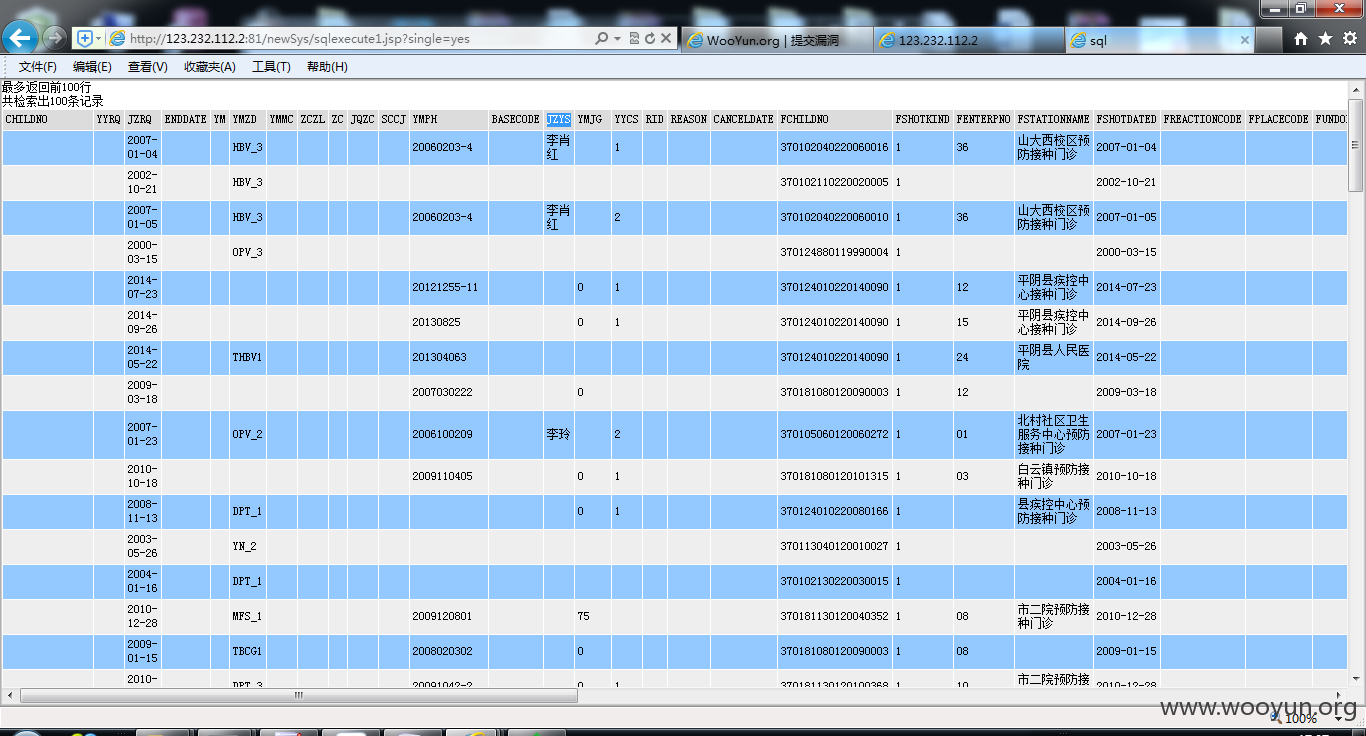 http://123.232.112.2:81/newSys/sqlexecute1.jsp?single=yes
WooYun.org | 提交漏洞
123.232.112.2
sql
文件(F) 编辑(E) 查看(V) 收藏夹(A) 工具(T) 帮助(H)
最多返回前100行
共检索出100条记录
CHILDNO YYRQ JZRQ ENDDATE YM YMZD YMMC ZCZL ZC JQZC SCCJ YMPH BASECODE JZYS YMJG YYCS RID REASON CANCELDATE FCHILDNO FSHOTKIND FENTERPNO FSTATIONNAME FSHOTDATED FREACTIONCODE FPLACECODE
2007-
01-04 HBV_3 20060203-4 李肖
红 1 370102040220060016 1 36 山大西校区预
防接种门诊 2007-01-04
2002-
10-21 HBV_3 370102110220020005 1 2002-10-21
2007-
01-05 HBV_3 20060203-4 李肖
红 2 370102040220060010 1 36 山大西校区预
防接种门诊 2007-01-05
2000-
03-15 OPV_3 370124880119990004 1 2000-03-15
2014-
07-23 20121255-11 0 1 370124010220140090 1 12 平阴县疾控中
心接种门诊 2014-07-23
2014-
09-26 20130825 0 1 370124010220140090 1 15 平阴县疾控中
心接种门诊 2014-09-26
2014-
05-22 THBV1 201304063 370124010220140090 1 24 平阴县人民医
院 2014-05-22
2009-
03-18 2007030222 0 370181080120090003 1 12 2009-03-18
2007-
01-23 OPV_2 2006100209 李玲 2 370105060120060272 1 01 北村社区卫生
服务中心预防
接种门诊 2007-01-23
2010-
10-18 2009110405 0 1 370181080120101315 1 03 白云镇预防接
种门诊 2010-10-18
2008-
11-13 DPT_1 0 1 370124010220080166 1 县疾控中心预
防接种门诊 2008-11-13
2003-
05-26 YN_2 370113040120010027 1 2003-05-26
2004-
01-16 DPT_1 370102130220030015 1 2004-01-16
2010-
12-28 MFS_1 2009120801 75 370181130120040352 1 08 市二院预防接
种门诊 2010-12-28
2009-
01-15 TBCG1 2008020302 0 370181080120090003 1 08 2009-01-15
2010-
DPT_3 20091042-2 0 1 370181130120100368 1 10 市二院预防接 2010-12-28
www.wooyun.org
100%